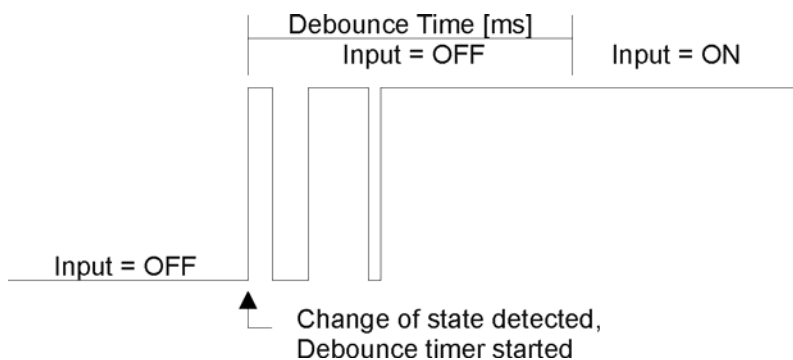 Debounce Time [ms]
Input = OFF
Input = ON
Input = OFF
Change of state detected,
Debounce timer started